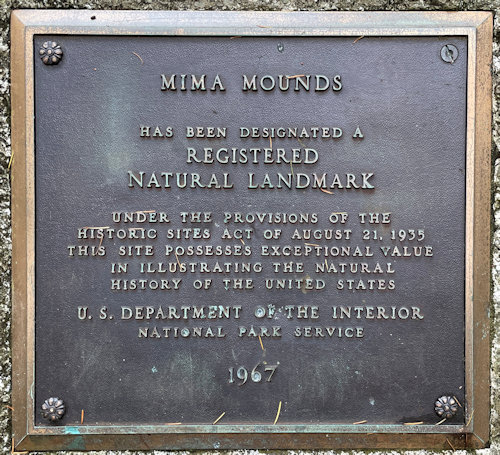 MIMA MOUNDS
HAS BEEN DESIGNATED A
REGISTERED
NATURAL LANDMARK
UNDER THE PROVISIONS OF THE
HISTORIC SITES ACT OF AUGUST 21, 1935
THIS SITE POSSESSES EXCEPTIONAL VALUE
IN ILLUSTRATING THE NATURAL
HISTORY OF THE UNITED STATES
U. S. DEPARTMENT OF THE INTERIOR
NATIONAL PARK SERVICE
1967